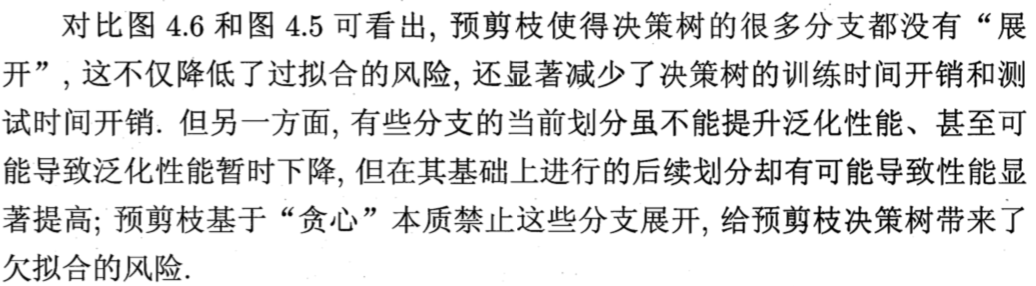 对比图 4.6 和图 4.5 可看出, 预剪枝使得决策树的很多分支都没有“展
开”, 这不仅降低了过拟合的风险, 还显著减少了决策树的训练时间开销和测
试时间开销. 但另一方面, 有些分支的当前划分虽不能提升泛化性能、甚至可
能导致泛化性能暂时下降, 但在其基础上进行的后续划分却有可能导致性能显
著提高; 预剪枝基于“贪心”本质禁止这些分支展开, 给预剪枝决策树带来了
欠拟合的风险.